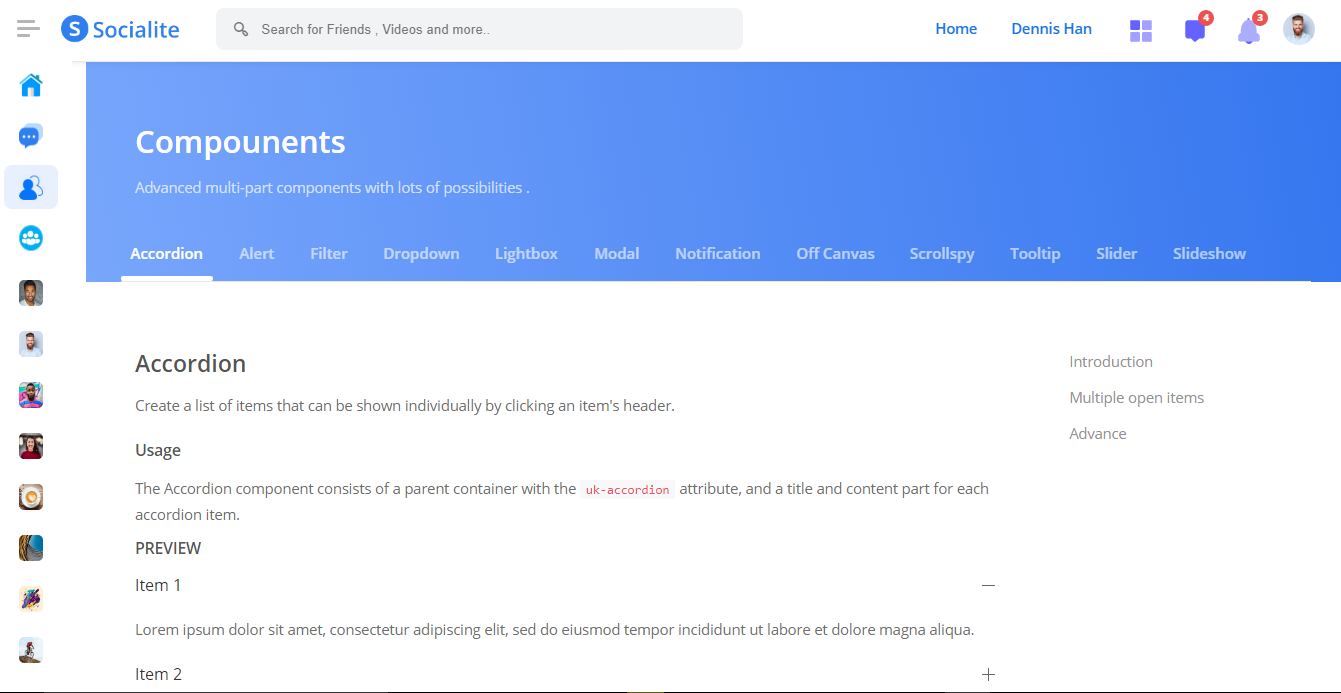 S Socialite
Search for Friends , Videos and more..
Home
Dennis Han
4
3
Compounents
Advanced multi-part components with lots of possibilities .
Accordion Alert Filter Dropdown Lightbox Modal Notification Off Canvas Scrollspy Tooltip Slider Slideshow
Accordion
Create a list of items that can be shown individually by clicking an item's header.
Usage
The Accordion component consists of a parent container with the uk-accordion attribute, and a title and content part for each
accordion item.
PREVIEW
Item 1
Lorem ipsum dolor sit amet, consectetur adipiscing elit, sed do eiusmod tempor incididunt ut labore et dolore magna aliqua.
Item 2
Introduction
Multiple open items
Advance